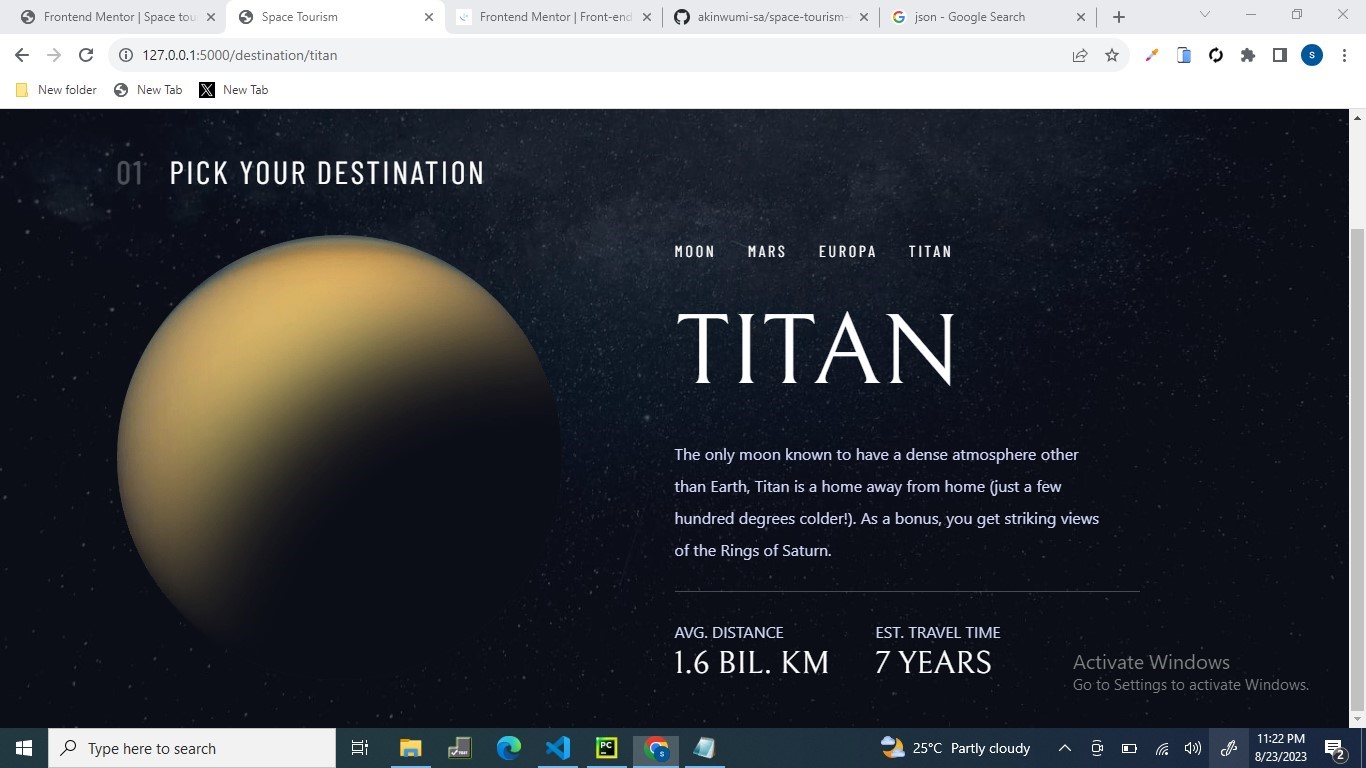 Frontend Mentor | Space tou
Space Tourism
Frontend Mentor | Front-end
akinwumi-sa/space-tourism-
json - Google Search
127.0.0.1:5000/destination/titan
S
New folder
New Tab
New Tab
01 PICK YOUR DESTINATION
MOON MARS EUROPA TITAN
TITAN
The only moon known to have a dense atmosphere other
than Earth, Titan is a home away from home (just a few
hundred degrees colder!). As a bonus, you get striking views
of the Rings of Saturn.
AVG. DISTANCE EST. TRAVEL TIME
1.6 BIL. KM 7 YEARS
Activate Windows
Go to Settings to activate Windows.
Type here to search
PC
S
25°C Partly cloudy
11:22 PM
8/23/2023
2